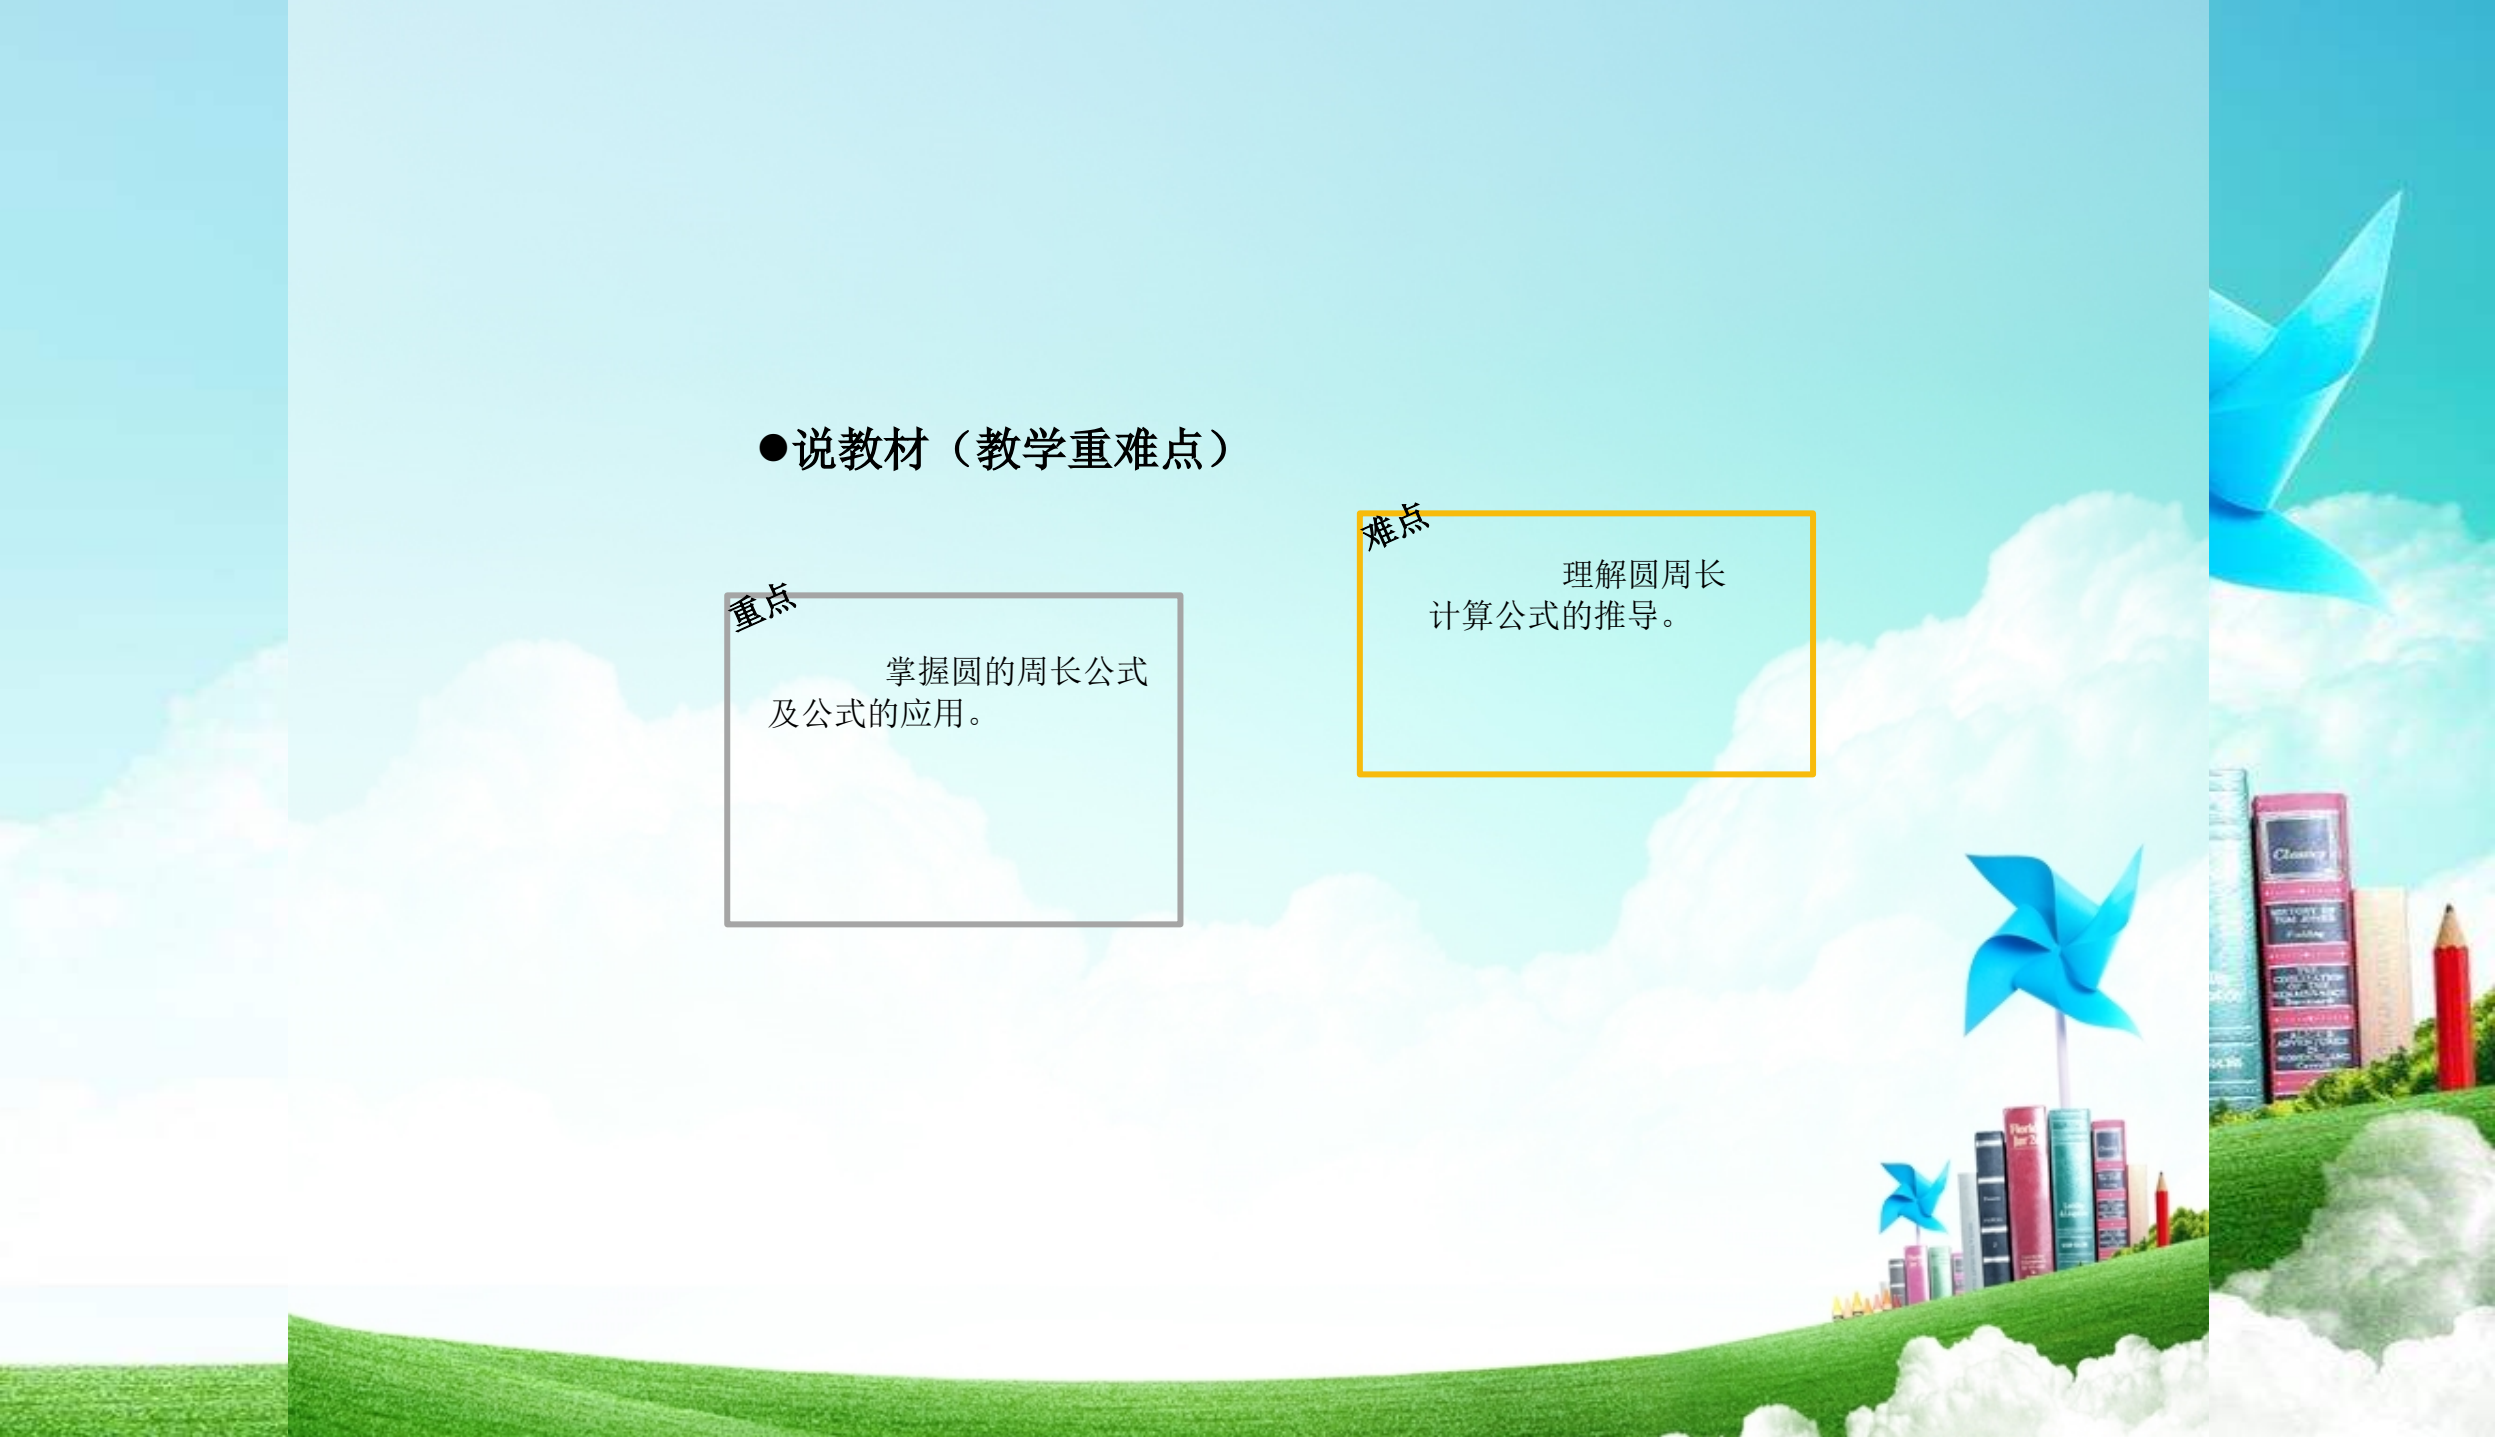 ●说教材（教学重难点）
重点
掌握圆的周长公式
及公式的应用。
难点
理解圆周长
计算公式的推导。